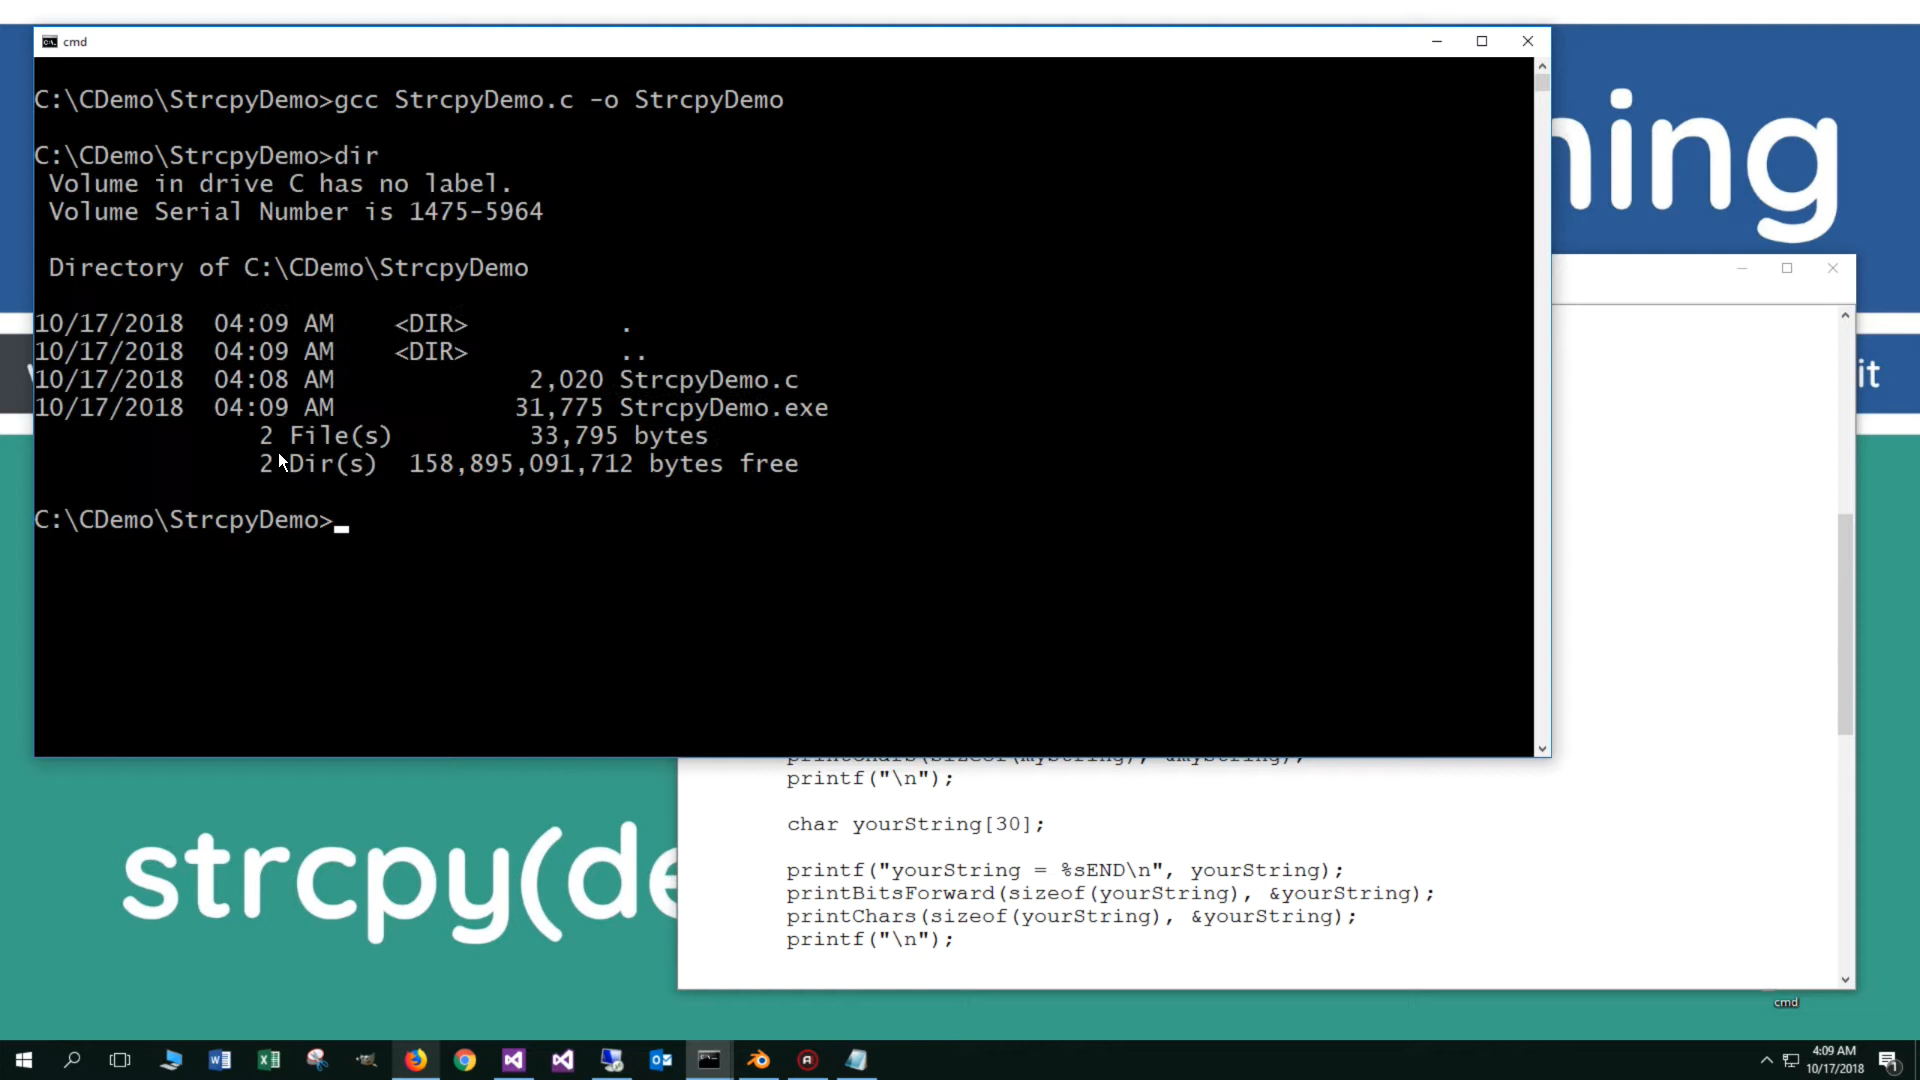 cmd
C:\CDemo\StrcpyDemo>gcc StrcpyDemo.c -o StrcpyDemo
C:\CDemo\StrcpyDemo>dir
Volume in drive C has no label.
Volume Serial Number is 1475-5964
Directory of C:\CDemo\StrcpyDemo
10/17/2018 04:09 AM <DIR> .
10/17/2018 04:09 AM <DIR> ..
10/17/2018 04:08 AM 2,020 StrcpyDemo.c
10/17/2018 04:09 AM 31,775 StrcpyDemo.exe
2 File(s) 33,795 bytes
2 Dir(s) 158,895,091,712 bytes free
C:\CDemo\StrcpyDemo>
ning
it
printf("\n");
char yourString[30];
printf("yourString = %sEND\n", yourString);
printBitsForward(sizeof(yourString), &yourString);
printChars(sizeof(yourString), &yourString);
printf("\n");
strcpy(de
cmd
4:09 AM
10/17/2018